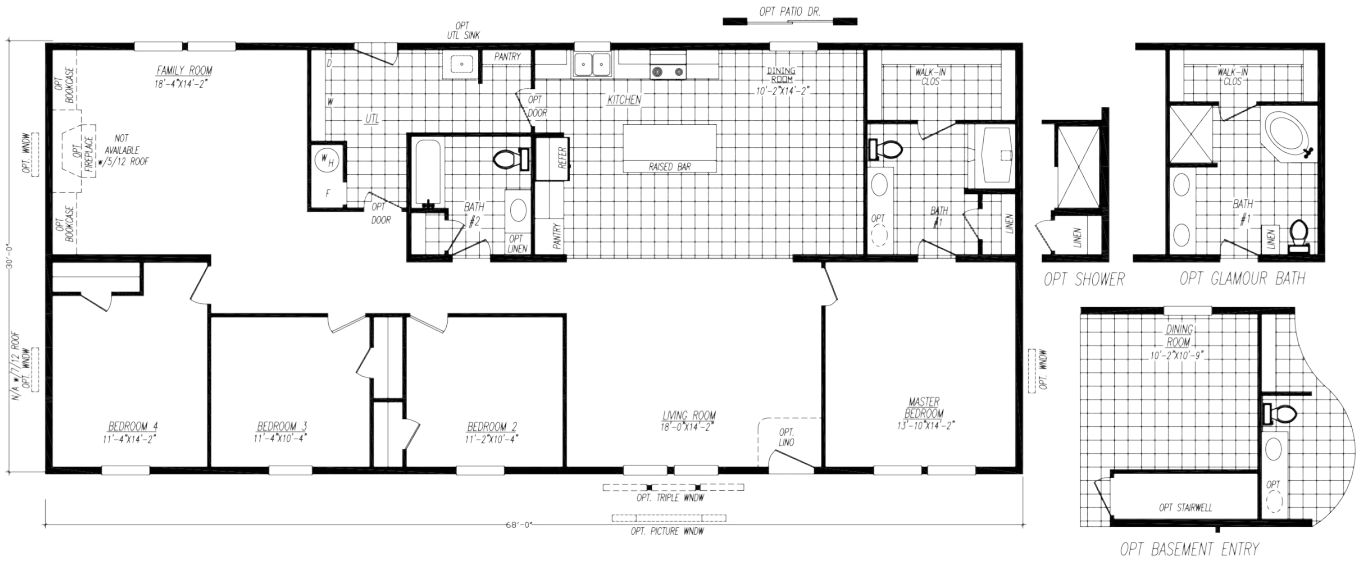 OPT PATIO DR.
OPT
UTL SINK
FAMILY ROOM
18'-4"X14'-2"
OPT
BOOKCASE
OPT. WNDW
OPT
FIREPLACE
NOT
AVAILABLE
w/5/12 ROOF
OPT
BOOKCASE
D
W
UTL
W
H
F
OPT
DOOR
PANTRY
OPT
DOOR
KITCHEN
DINING
ROOM
10'-2"X14'-2"
RAISED BAR
REFER
PANTRY
BATH
#2
OPT
LINEN
WALK-IN
CLOS
OPT
BATH
#1
LINEN
30'-0"
N/A w/7/12 ROOF
OPT. WNDW
BEDROOM 4
11'-4"X14'-2"
BEDROOM 3
11'-4"X10'-4"
BEDROOM 2
11'-2"X10'-4"
LIVING ROOM
18'-0"X14'-2"
OPT.
LINO
MASTER
BEDROOM
13'-10"X14'-2"
OPT. WNDW
OPT. TRIPLE WNDW
OPT. PICTURE WNDW
68'-0"
LINEN
OPT SHOWER
WALK-IN
CLOS
BATH
#1
LINEN
OPT GLAMOUR BATH
DINING
ROOM
10'-2"X10'-9"
OPT
OPT STAIRWELL
OPT BASEMENT ENTRY